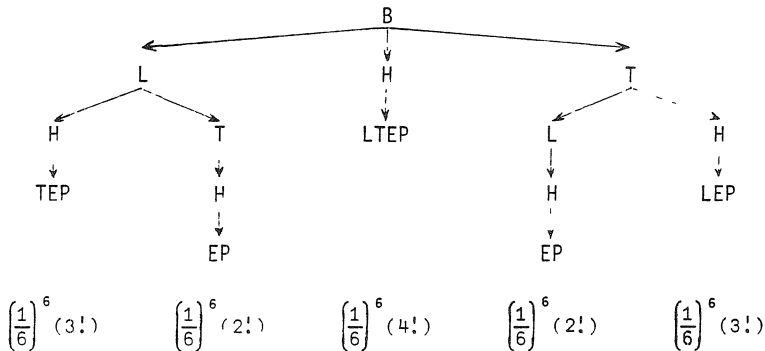 B
L H T
H T LTEP L H
TEP H H LEP
EP EP
(1/6)^6 (3!) (1/6)^6 (2!) (1/6)^6 (4!) (1/6)^6 (2!) (1/6)^6 (3!)